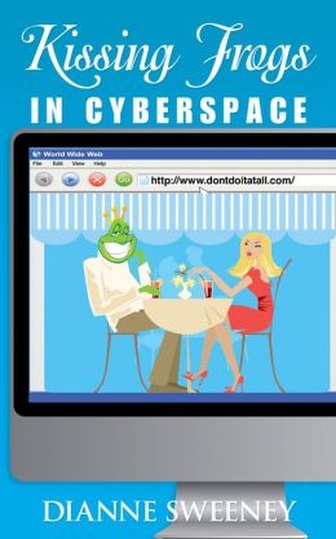 Kissing Frogs
IN CYBERSPACE
World Wide Web
File Edit View Help
Go http://www.dontdoitatall.com/
DIANNE SWEENEY